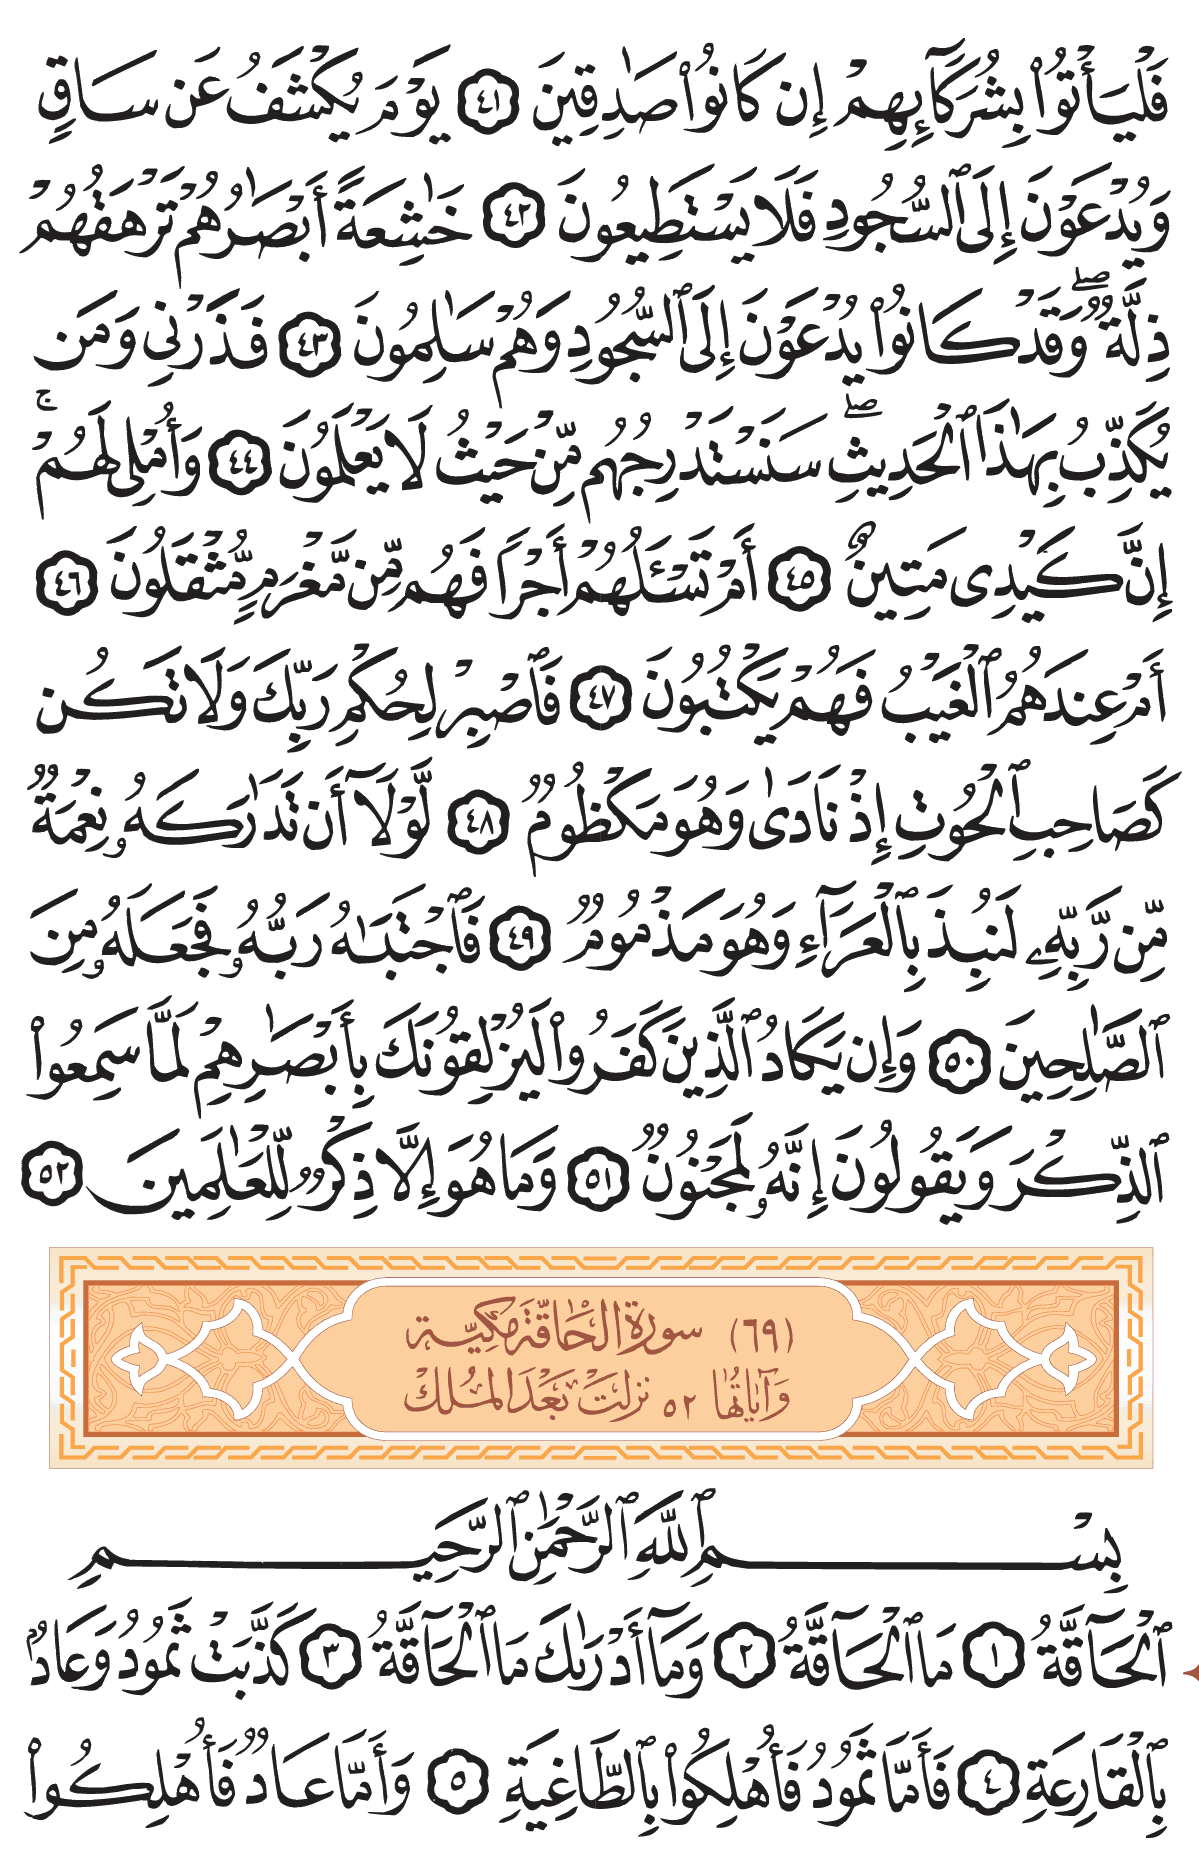 فَلْيَأْتُوا۟ بِشُرَكَآئِهِمْ إِن كَانُوا۟ صَٰدِقِينَ ٤١ يَوْمَ يُكْشَفُ عَن سَاقٍ
وَيُدْعَوْنَ إِلَى ٱلسُّجُودِ فَلَا يَسْتَطِيعُونَ ٤٢ خَٰشِعَةً أَبْصَٰرُهُمْ تَرْهَقُهُمْ
ذِلَّةٌ ۖ وَقَدْ كَانُوا۟ يُدْعَوْنَ إِلَى ٱلسُّجُودِ وَهُمْ سَٰلِمُونَ ٤٣ فَذَرْنِى وَمَن
يُكَذِّبُ بِهَٰذَا ٱلْحَدِيثِ ۖ سَنَسْتَدْرِجُهُم مِّنْ حَيْثُ لَا يَعْلَمُونَ ٤٤ وَأُمْلِى لَهُمْ ۚ
إِنَّ كَيْدِى مَتِينٌ ٤٥ أَمْ تَسْـَٔلُهُمْ أَجْرًا فَهُم مِّن مَّغْرَمٍ مُّثْقَلُونَ ٤٦
أَمْ عِندَهُمُ ٱلْغَيْبُ فَهُمْ يَكْتُبُونَ ٤٧ فَٱصْبِرْ لِحُكْمِ رَبِّكَ وَلَا تَكُن
كَصَاحِبِ ٱلْحُوتِ إِذْ نَادَىٰ وَهُوَ مَكْظُومٌ ٤٨ لَّوْلَآ أَن تَدَٰرَكَهُۥ نِعْمَةٌ
مِّن رَّبِّهِۦ لَنُبِذَ بِٱلْعَرَآءِ وَهُوَ مَذْمُومٌ ٤٩ فَٱجْتَبَٰهُ رَبُّهُۥ فَجَعَلَهُۥ مِنَ
ٱلصَّٰلِحِينَ ٥٠ وَإِن يَكَادُ ٱلَّذِينَ كَفَرُوا۟ لَيُزْلِقُونَكَ بِأَبْصَٰرِهِمْ لَمَّا سَمِعُوا۟
ٱلذِّكْرَ وَيَقُولُونَ إِنَّهُۥ لَمَجْنُونٌ ٥١ وَمَا هُوَ إِلَّا ذِكْرٌ لِّلْعَٰلَمِينَ ٥٢
(٦٩) سورة الحاقة مكية
وآياتها ٥٢ نزلت بعد الملك
بِسْمِ ٱللَّهِ ٱلرَّحْمَٰنِ ٱلرَّحِيمِ
ٱلْحَآقَّةُ ١ مَا ٱلْحَآقَّةُ ٢ وَمَآ أَدْرَىٰكَ مَا ٱلْحَآقَّةُ ٣ كَذَّبَتْ ثَمُودُ وَعَادٌۢ
بِٱلْقَارِعَةِ ٤ فَأَمَّا ثَمُودُ فَأُهْلِكُوا۟ بِٱلطَّاغِيَةِ ٥ وَأَمَّا عَادٌ فَأُهْلِكُوا۟